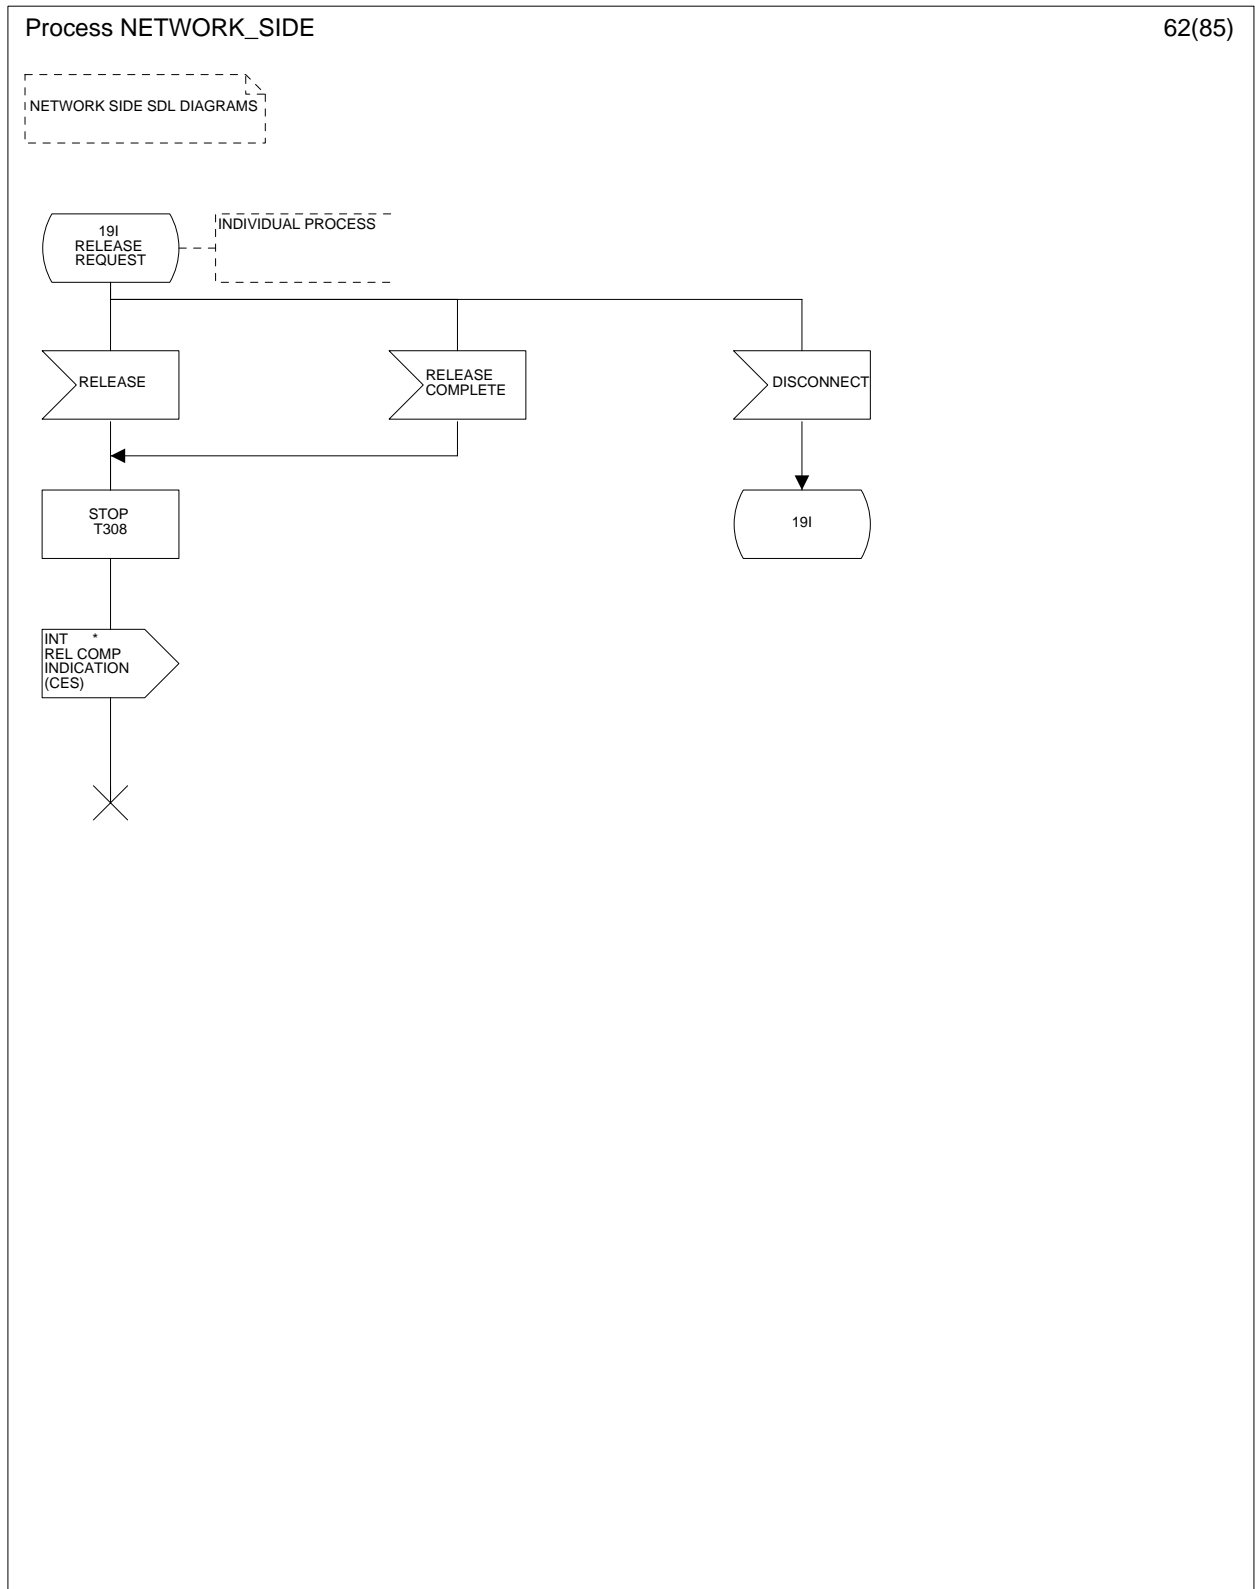 Process NETWORK_SIDE
62(85)
NETWORK SIDE SDL DIAGRAMS
19I
RELEASE
REQUEST
INDIVIDUAL PROCESS
RELEASE
RELEASE
COMPLETE
DISCONNECT
STOP
T308
19I
INT *
REL COMP
INDICATION
(CES)